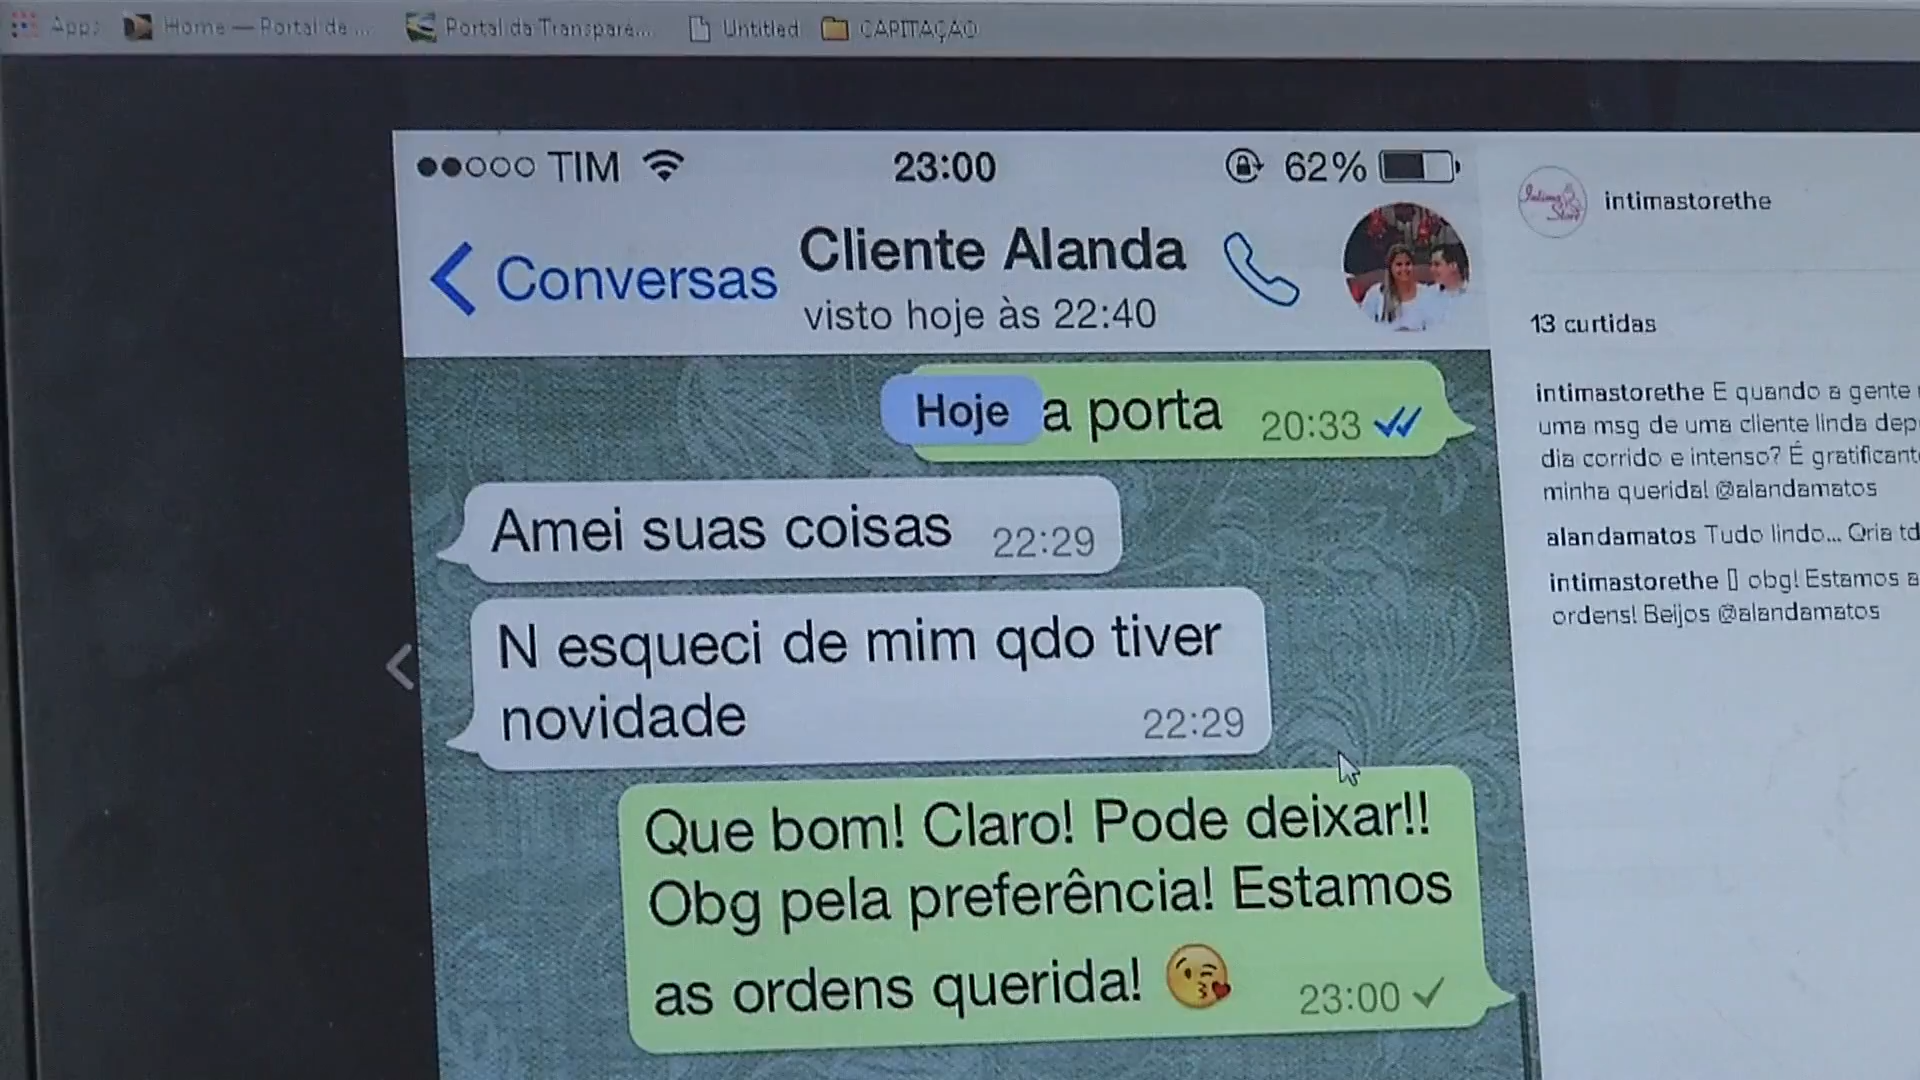 Apps Home — Portal da ... Portal da Transparê... Untitled CAPITAÇÃO
TIM 23:00 62%
Conversas Cliente Alanda
visto hoje às 22:40
Hoje a porta 20:33
Amei suas coisas 22:29
N esqueci de mim qdo tiver
novidade 22:29
Que bom! Claro! Pode deixar!!
Obg pela preferência! Estamos
as ordens querida! 😘 23:00
Intima Store
intimastorethe
13 curtidas
intimastorethe E quando a gente
uma msg de uma cliente linda dep
dia corrido e intenso? É gratificant
minha querida! @alandamatos
alandamatos Tudo lindo... Qria td
intimastorethe obg! Estamos a
ordens! Beijos @alandamatos